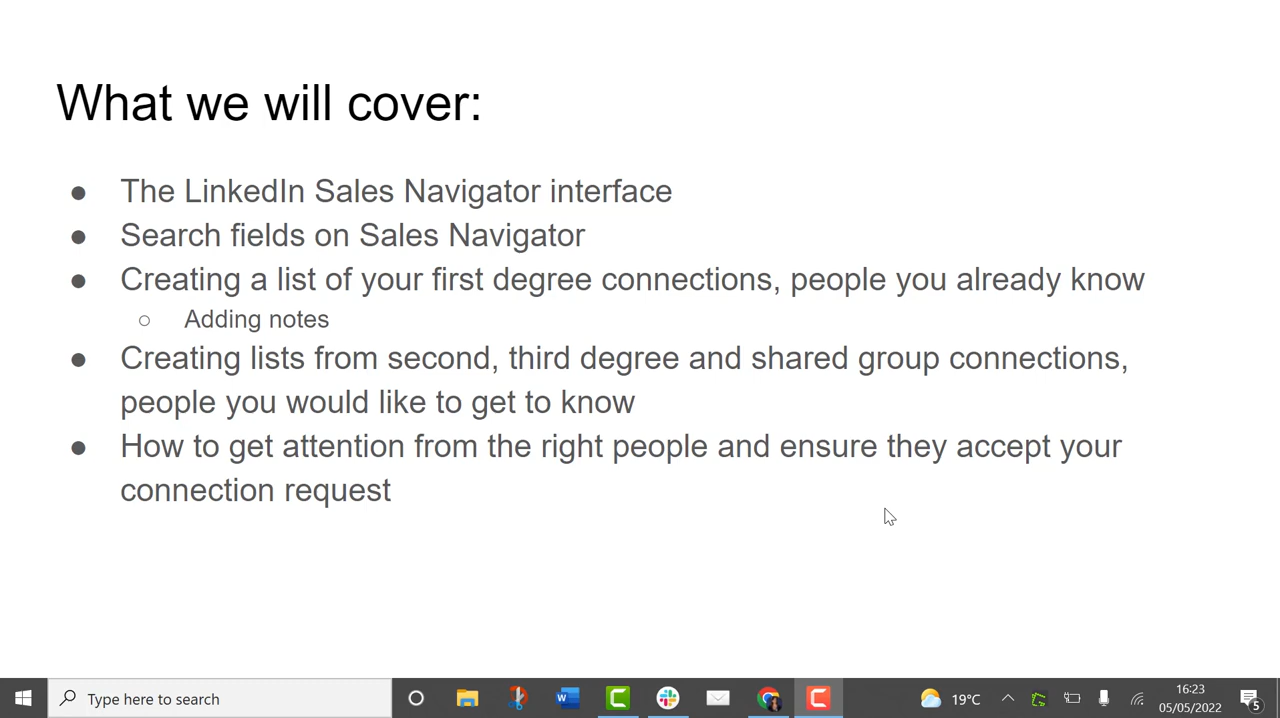 What we will cover:
● The LinkedIn Sales Navigator interface
● Search fields on Sales Navigator
● Creating a list of your first degree connections, people you already know
○ Adding notes
● Creating lists from second, third degree and shared group connections,
people you would like to get to know
● How to get attention from the right people and ensure they accept your
connection request
Type here to search
19°C
16:23
05/05/2022
5